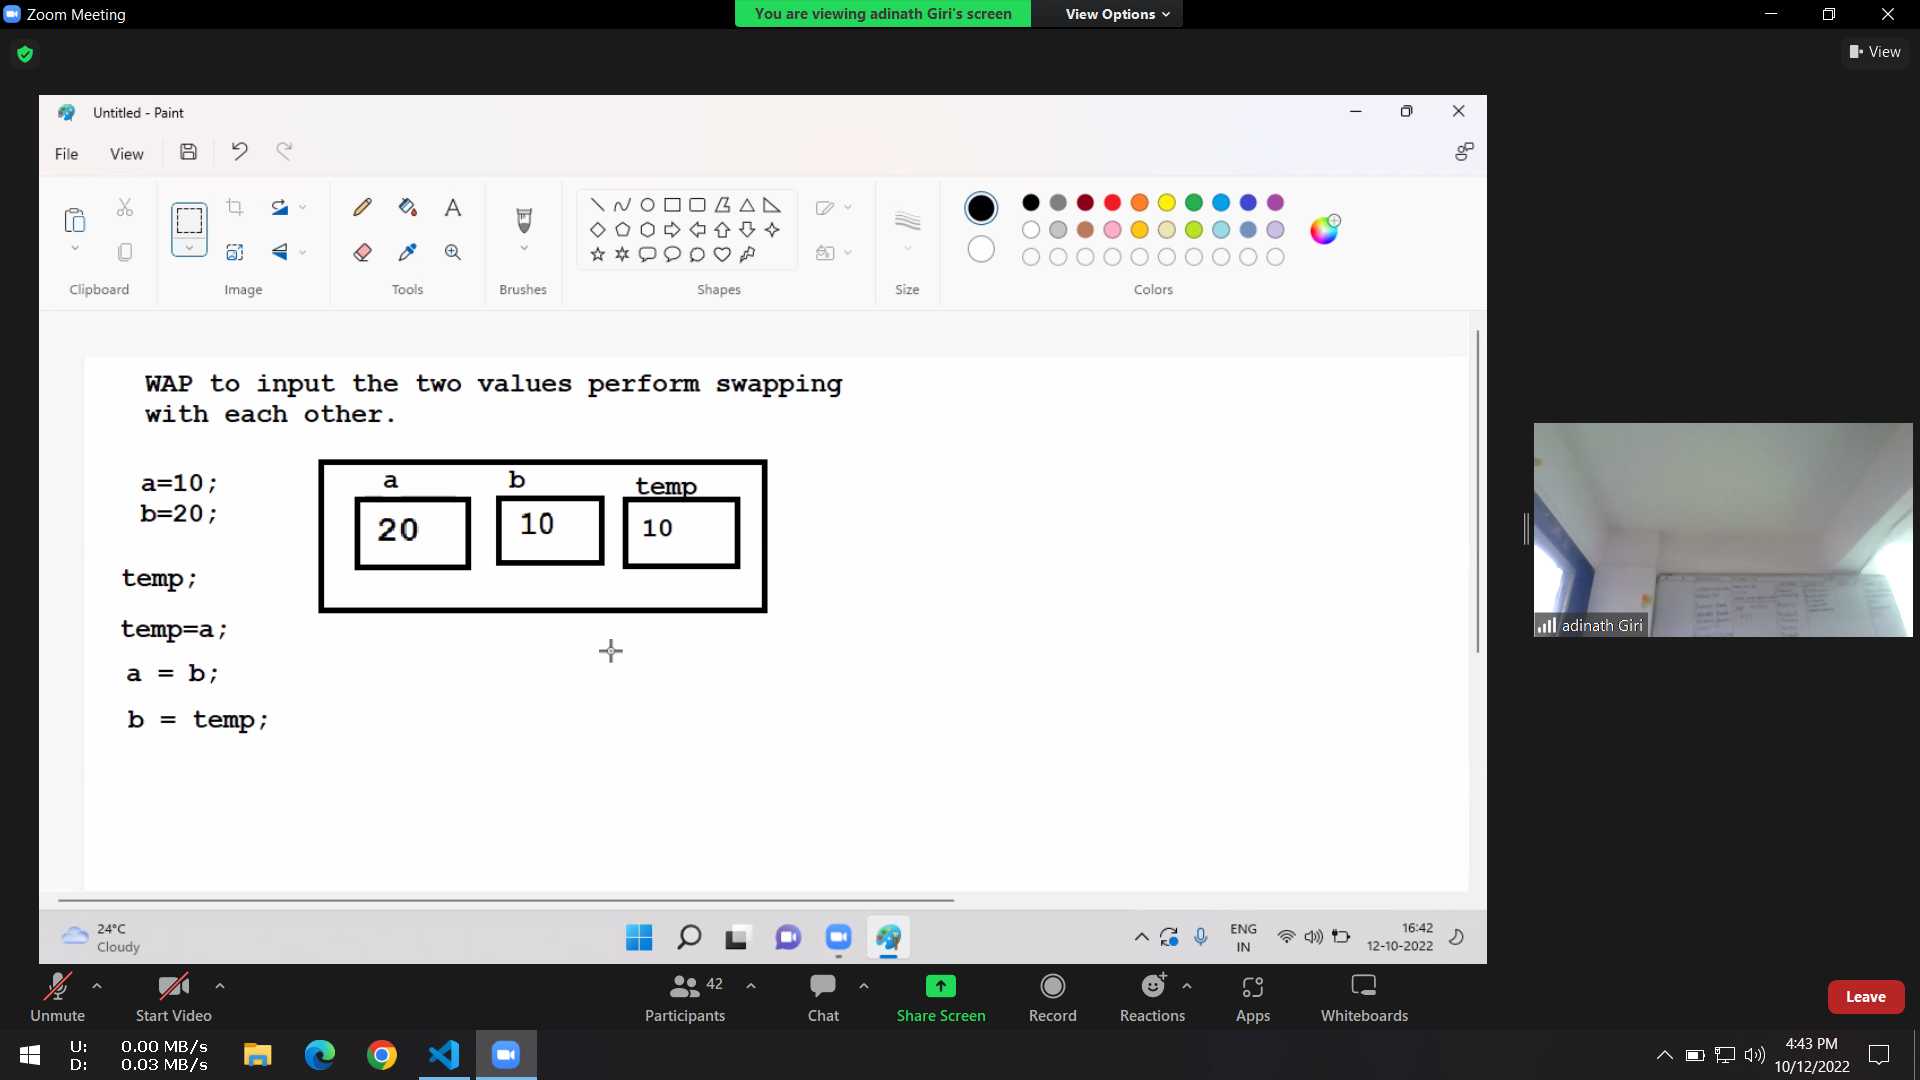 Zoom Meeting
You are viewing adinath Giri's screen
View Options
View
Untitled - Paint
File
View
Clipboard
Image
Tools
Brushes
Shapes
Size
Colors
WAP to input the two values perform swapping
with each other.
a=10;
b=20;
temp;
temp=a;
a = b;
b = temp;
a
b
temp
20
10
10
adinath Giri
24°C
Cloudy
ENG
IN
16:42
12-10-2022
Unmute
Start Video
42
Participants
Chat
Share Screen
Record
Reactions
Apps
Whiteboards
Leave
U: 0.00 MB/s
D: 0.03 MB/s
4:43 PM
10/12/2022